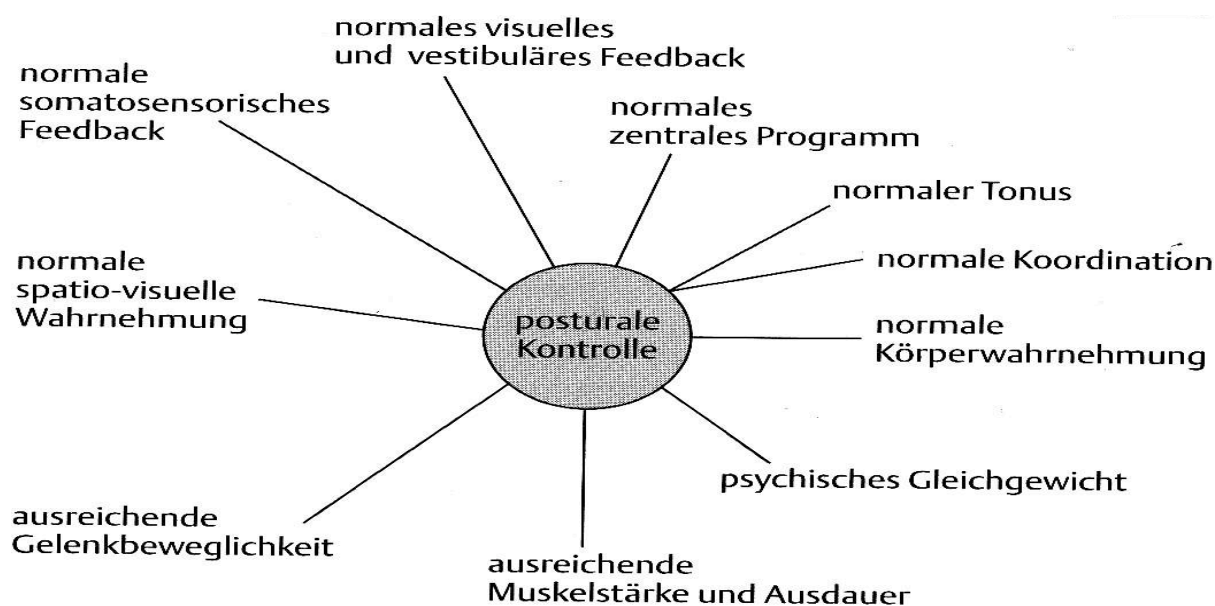 normales visuelles
und vestibuläres Feedback
normale
somatosensorisches
Feedback
normales
zentrales Programm
normaler Tonus
normale Koordination
normale
spatio-visuelle
Wahrnehmung
posturale
Kontrolle
normale
Körperwahrnehmung
psychisches Gleichgewicht
ausreichende
Gelenkbeweglichkeit
ausreichende
Muskelstärke und Ausdauer